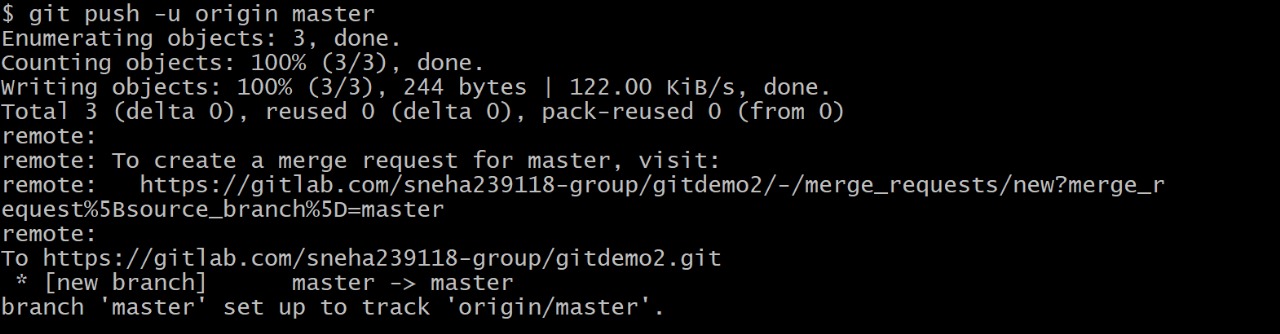 $ git push -u origin master
Enumerating objects: 3, done.
Counting objects: 100% (3/3), done.
Writing objects: 100% (3/3), 244 bytes | 122.00 KiB/s, done.
Total 3 (delta 0), reused 0 (delta 0), pack-reused 0 (from 0)
remote:
remote: To create a merge request for master, visit:
remote:   https://gitlab.com/sneha239118-group/gitdemo2/-/merge_requests/new?merge_r
equest%5Bsource_branch%5D=master
remote:
To https://gitlab.com/sneha239118-group/gitdemo2.git
 * [new branch]      master -> master
branch 'master' set up to track 'origin/master'.